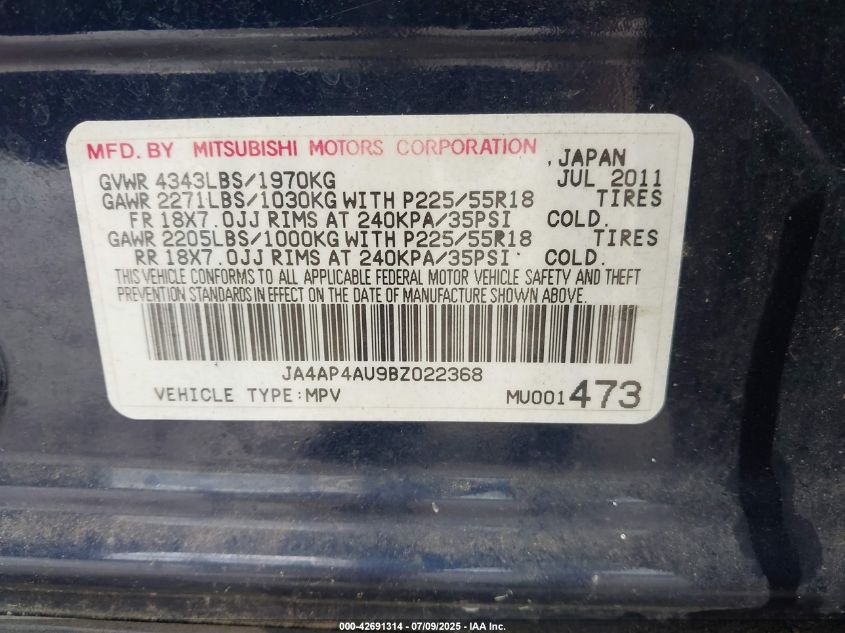 MFD. BY MITSUBISHI MOTORS CORPORATION , JAPAN
GVWR 4343LBS/1970KG JUL 2011
GAWR 2271LBS/1030KG WITH P225/55R18 TIRES
FR 18X7.0JJ RIMS AT 240KPA/35PSI COLD.
GAWR 2205LBS/1000KG WITH P225/55R18 TIRES
RR 18X7.0JJ RIMS AT 240KPA/35PSI COLD.
THIS VEHICLE CONFORMS TO ALL APPLICABLE FEDERAL MOTOR VEHICLE SAFETY AND THEFT
PREVENTION STANDARDS IN EFFECT ON THE DATE OF MANUFACTURE SHOWN ABOVE.
JA4AP4AU9BZ022368
VEHICLE TYPE:MPV MU001473
000-42691314 / 07/09/2025 - IAA Inc.